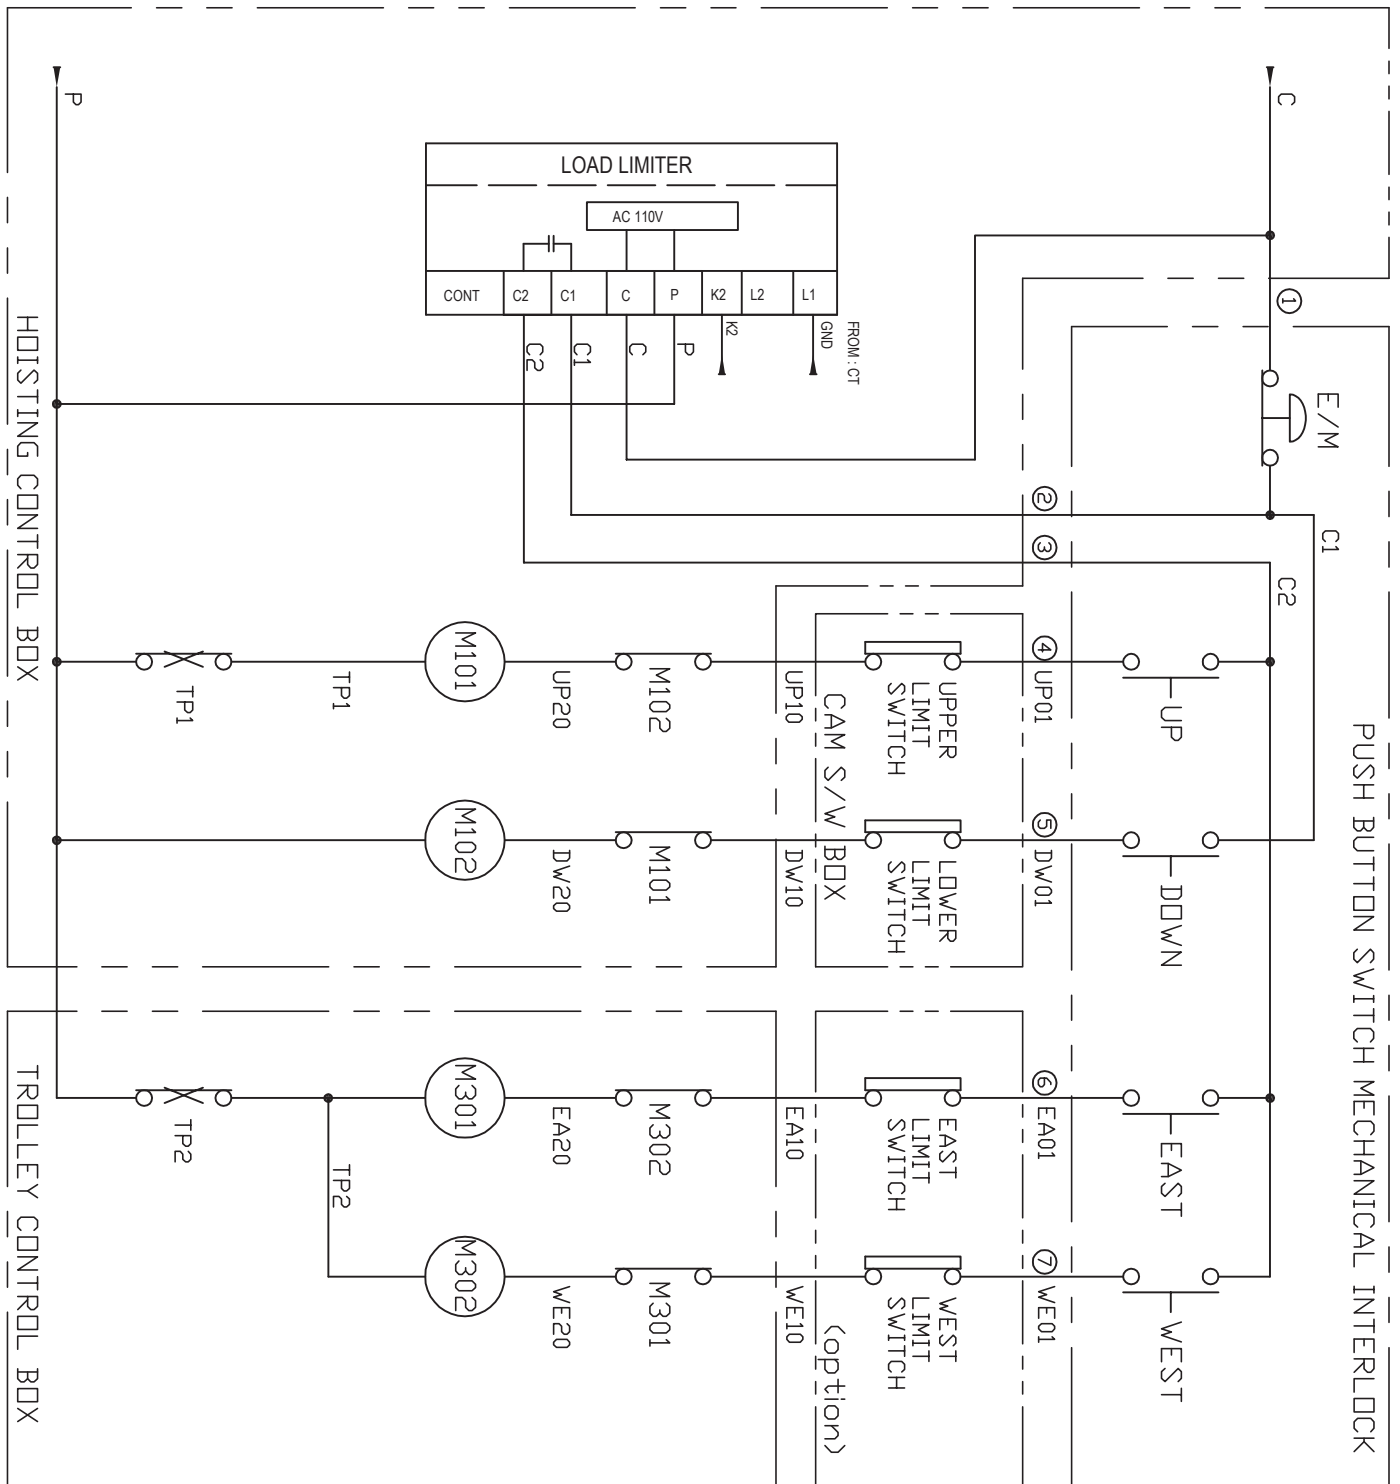 LOAD LIMITER
AC 110V
CONT
C2
C1
C
P
K2
L2
L1
K2
GND
FROM : CT
C2
C1
C
P
P
C
①
E/M
②
③
C1
C2
HOISTING CONTROL BOX
PUSH BUTTON SWITCH MECHANICAL INTERLOCK
TP1
TP1
M101
UP20
M102
UP10
UPPER
LIMIT
SWITCH
④
UP01
UP
CAM S/W BOX
M102
DW20
M101
DW10
LOWER
LIMIT
SWITCH
⑤
DW01
DOWN
TROLLEY CONTROL BOX
TP2
TP2
M301
EA20
M302
EA10
EAST
LIMIT
SWITCH
⑥
EA01
EAST
M302
WE20
M301
WE10
WEST
LIMIT
SWITCH
⑦
WE01
WEST
(option)